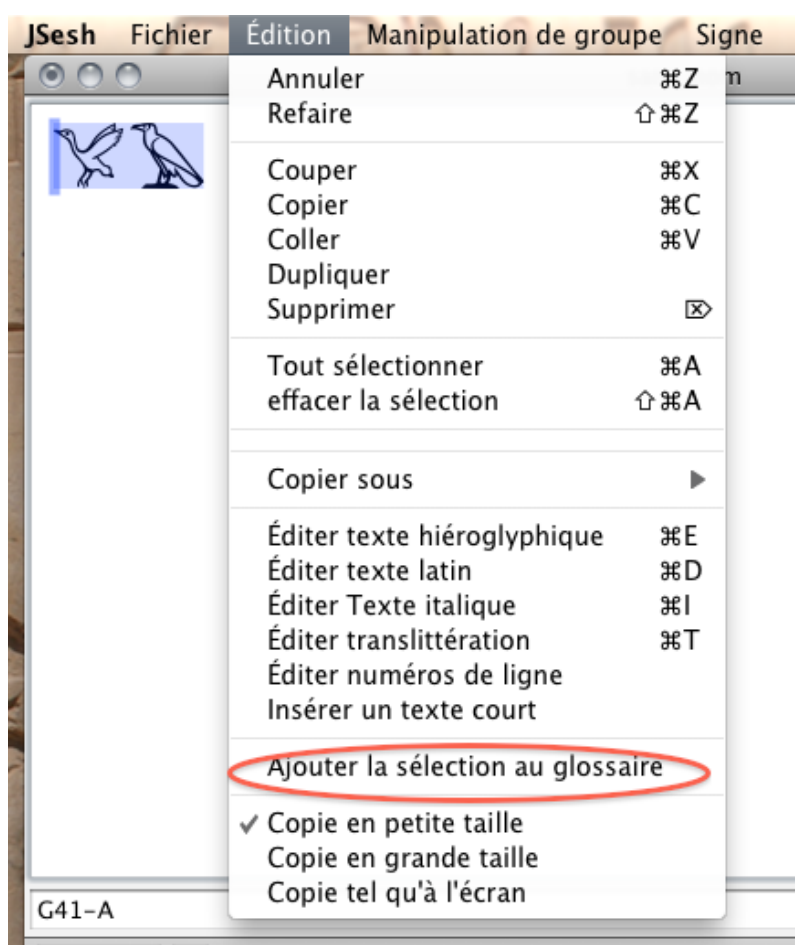 JSesh Fichier Édition Manipulation de groupe Signe
Annuler ⌘Z
Refaire ⇧⌘Z
Couper ⌘X
Copier ⌘C
Coller ⌘V
Dupliquer
Supprimer ⌦
Tout sélectionner ⌘A
effacer la sélection ⇧⌘A
Copier sous ▶
Éditer texte hiéroglyphique ⌘E
Éditer texte latin ⌘D
Éditer Texte italique ⌘I
Éditer translittération ⌘T
Éditer numéros de ligne
Insérer un texte court
Ajouter la sélection au glossaire
✓ Copie en petite taille
Copie en grande taille
Copie tel qu'à l'écran
G41-A